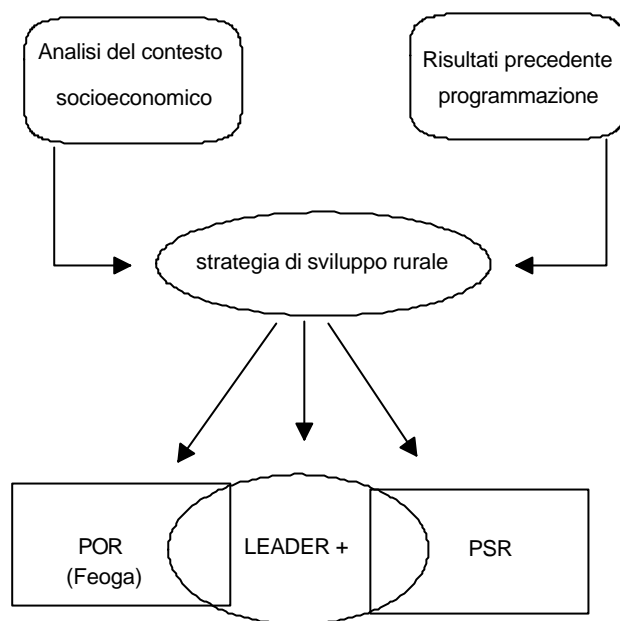 Analisi del contesto
socioeconomico
Risultati precedente
programmazione
strategia di sviluppo rurale
POR
(Feoga)
LEADER +
PSR